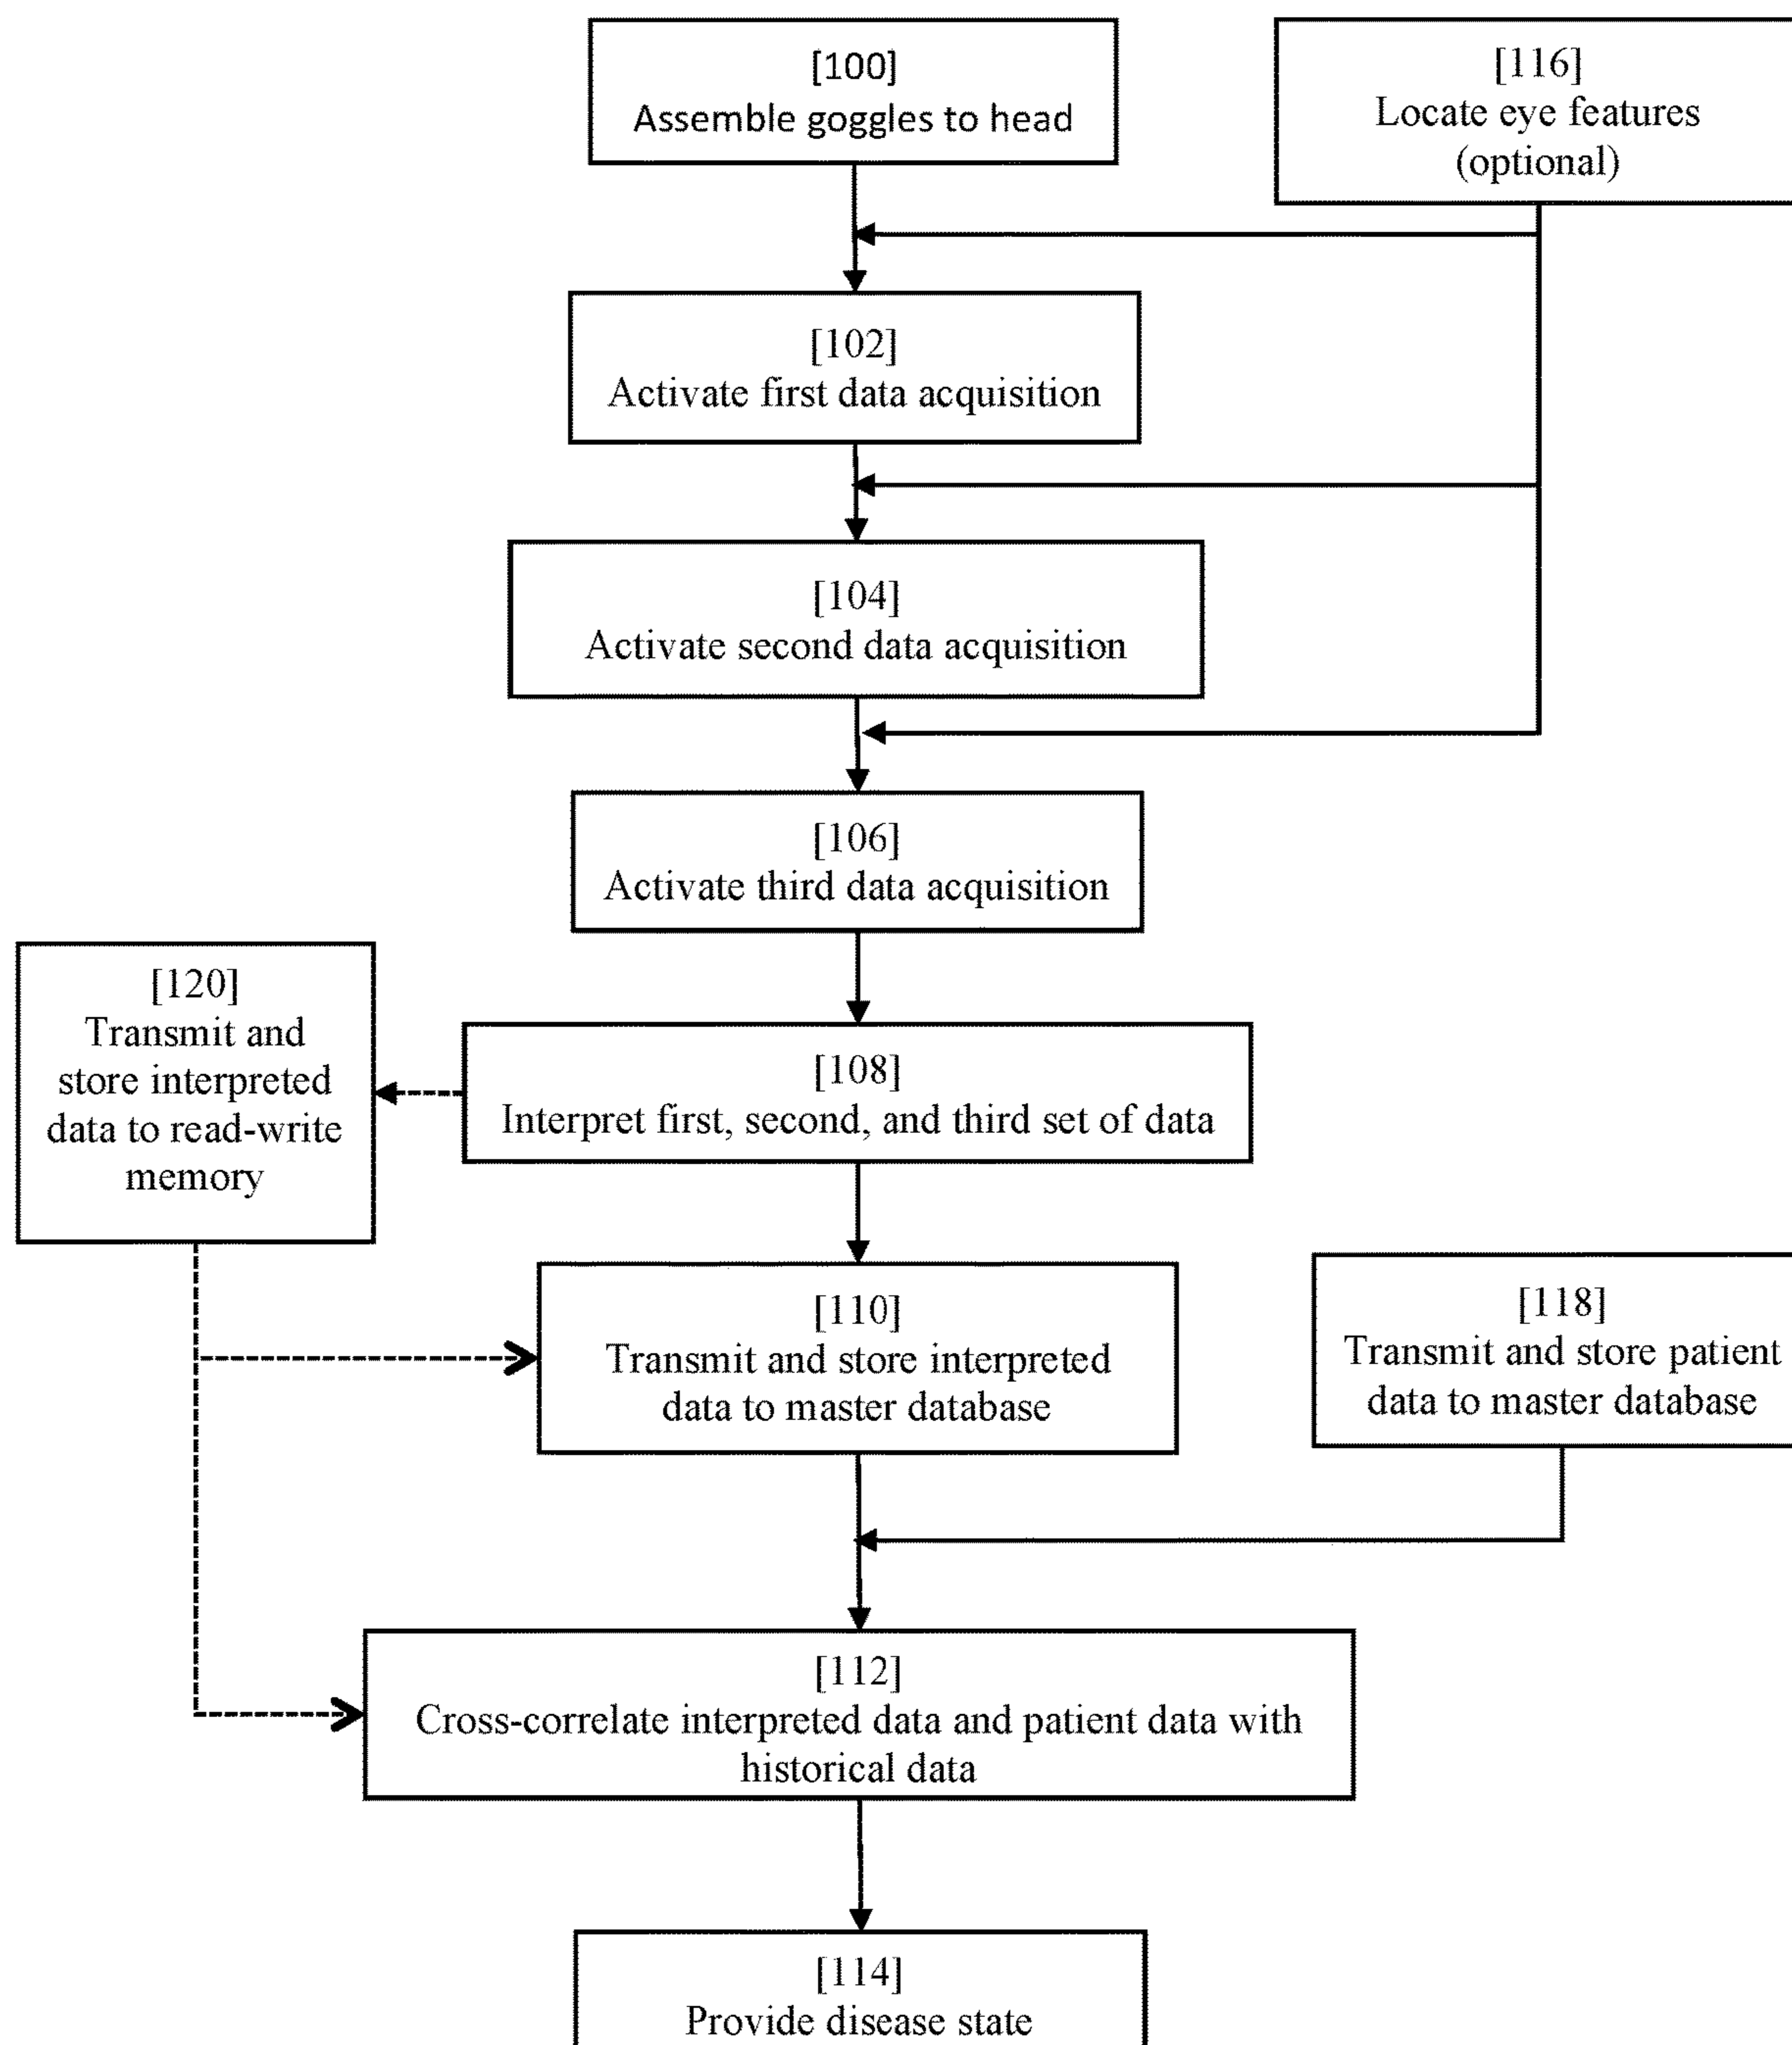 [100]
Assemble goggles to head
[116]
Locate eye features
(optional)
[102]
Activate first data acquisition
[104]
Activate second data acquisition
[106]
Activate third data acquisition
[120]
Transmit and
store interpreted
data to read-write
memory
[108]
Interpret first, second, and third set of data
[110]
Transmit and store interpreted
data to master database
[118]
Transmit and store patient
data to master database
[112]
Cross-correlate interpreted data and patient data with
historical data
[114]
Provide disease state